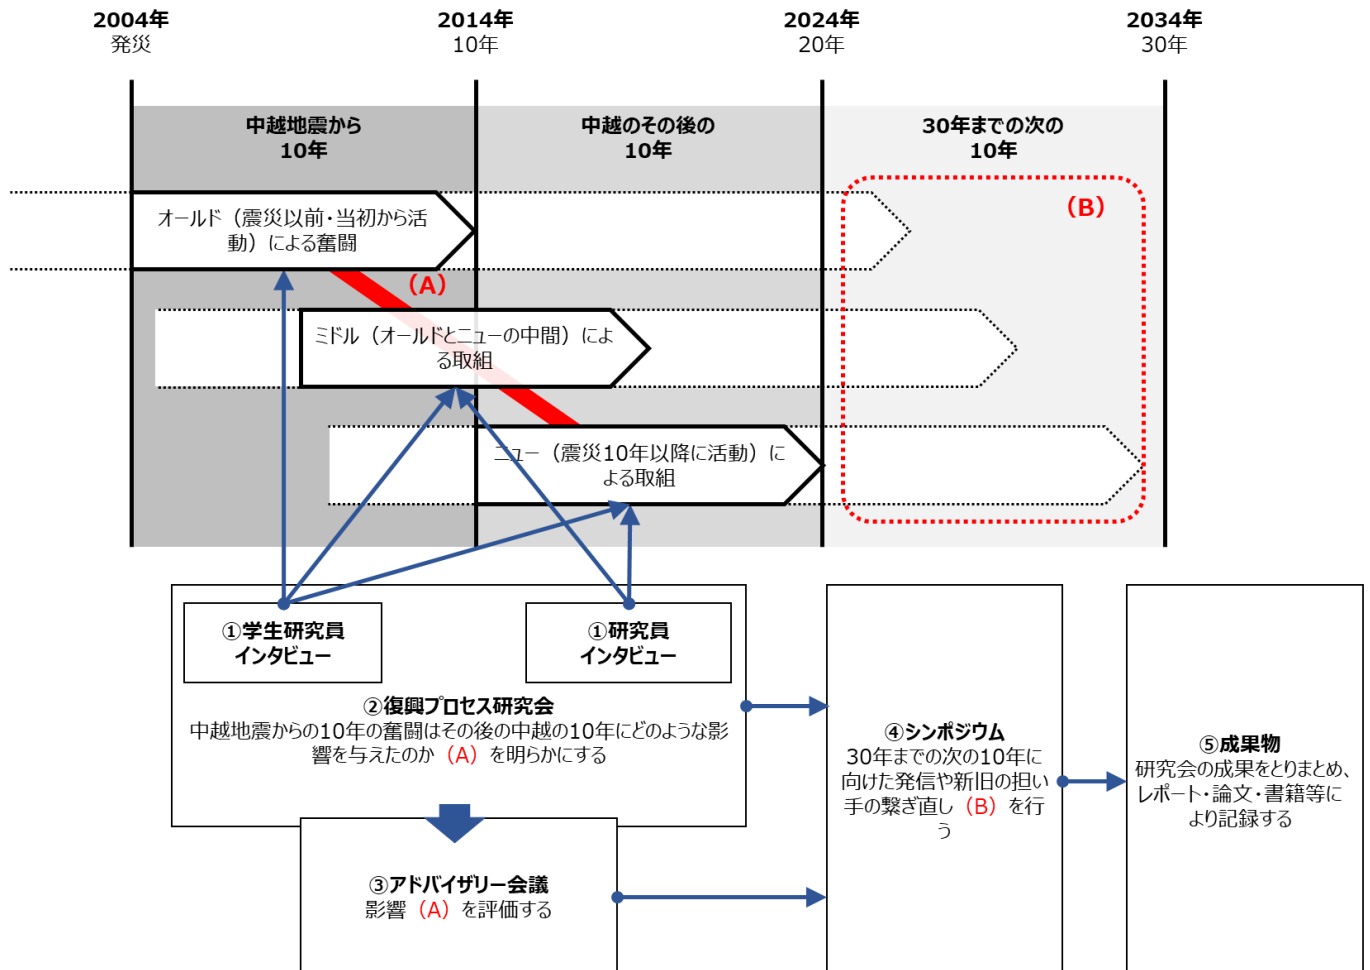 2004年
発災
2014年
10年
2024年
20年
2034年
30年
中越地震から
10年
中越のその後の
10年
30年までの次の
10年
オールド（震災以前・当初から活
動）による奮闘
（A）
（B）
ミドル（オールドとニューの中間）によ
る取組
ニュー（震災10年以降に活動）に
よる取組
①学生研究員
インタビュー
①研究員
インタビュー
②復興プロセス研究会
中越地震からの10年の奮闘はその後の中越の10年にどのような影
響を与えたのか（A）を明らかにする
③アドバイザリー会議
影響（A）を評価する
④シンポジウム
30年までの次の10年に
向けた発信や新旧の担い
手の繋ぎ直し（B）を行
う
⑤成果物
研究会の成果をとりまとめ、
レポート・論文・書籍等に
より記録する